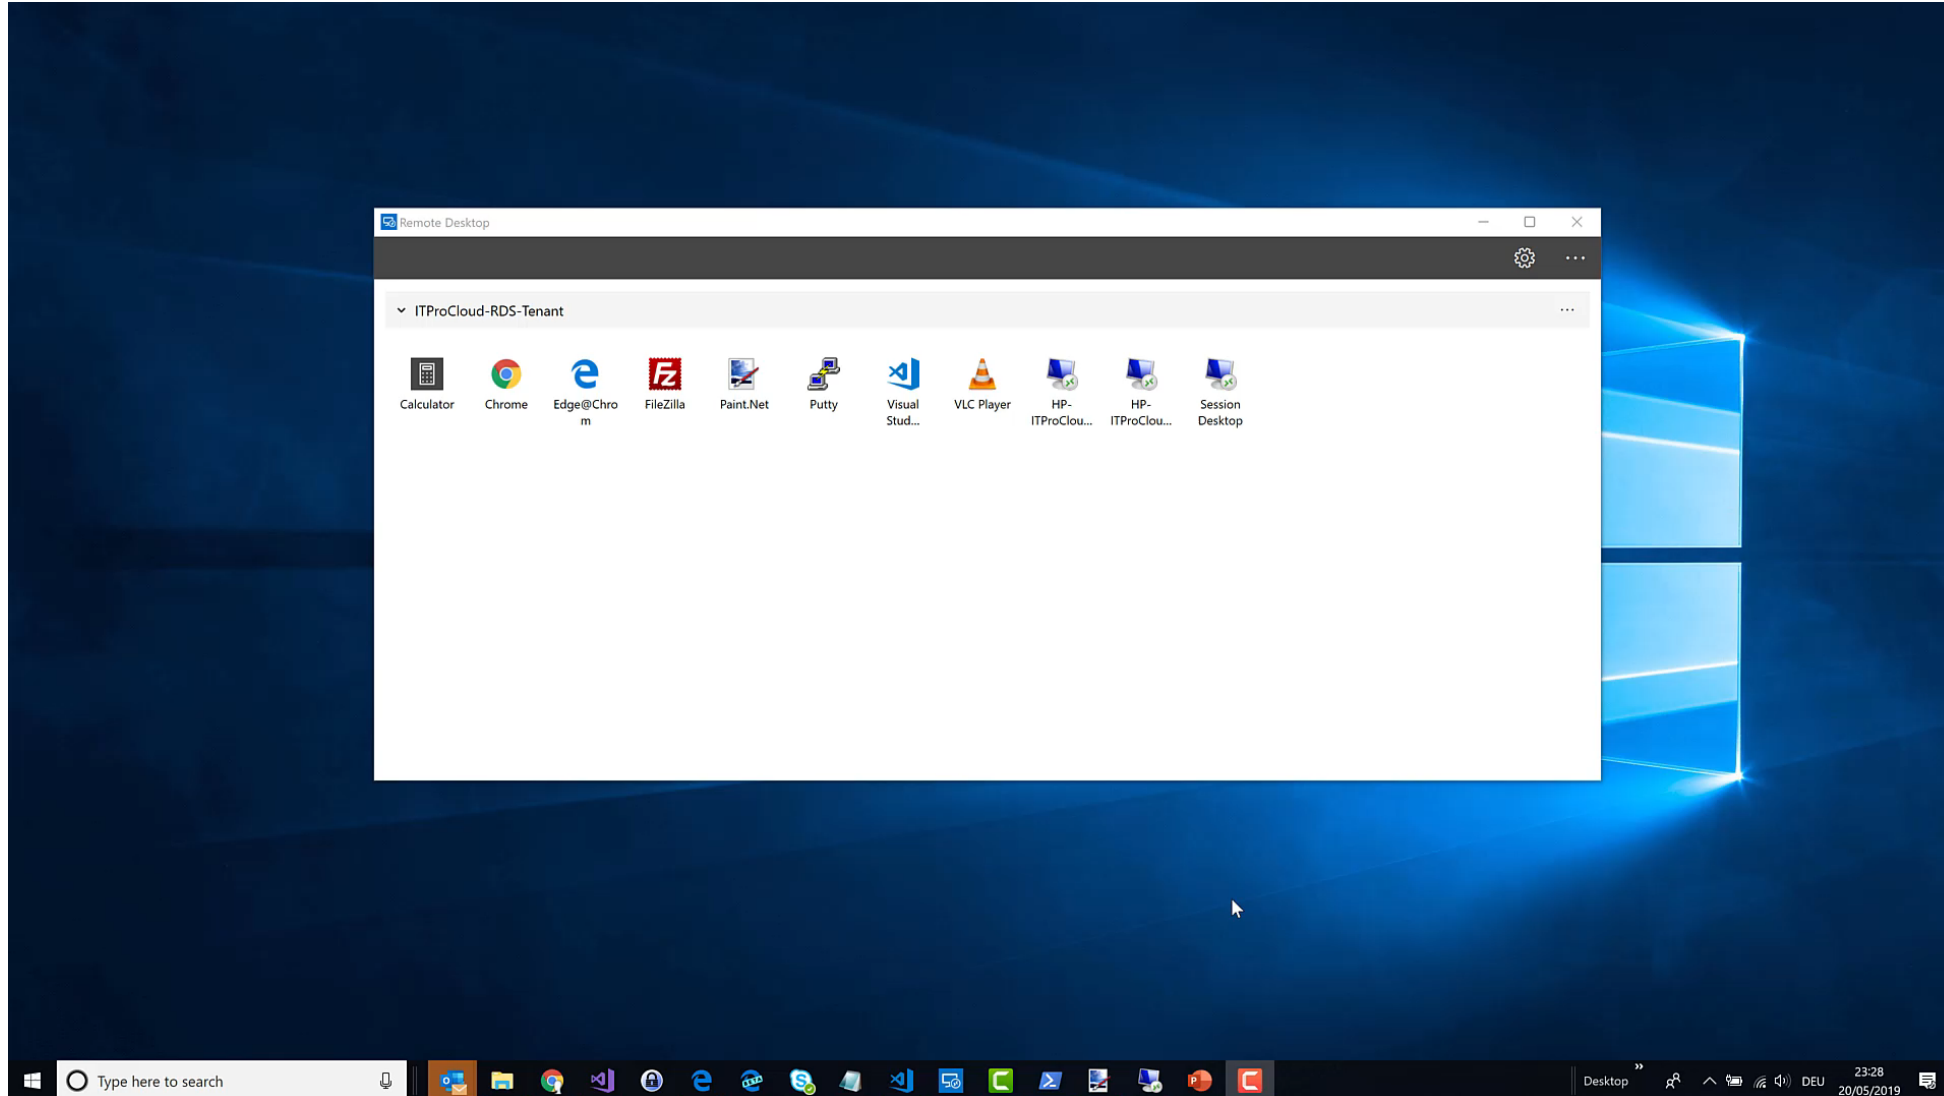 Remote Desktop
ITProCloud-RDS-Tenant
Calculator
Chrome
Edge@Chro
m
FileZilla
Paint.Net
Putty
Visual
Stud...
VLC Player
HP-
ITProClou...
HP-
ITProClou...
Session
Desktop
Type here to search
Desktop
DEU
23:28
20/05/2019